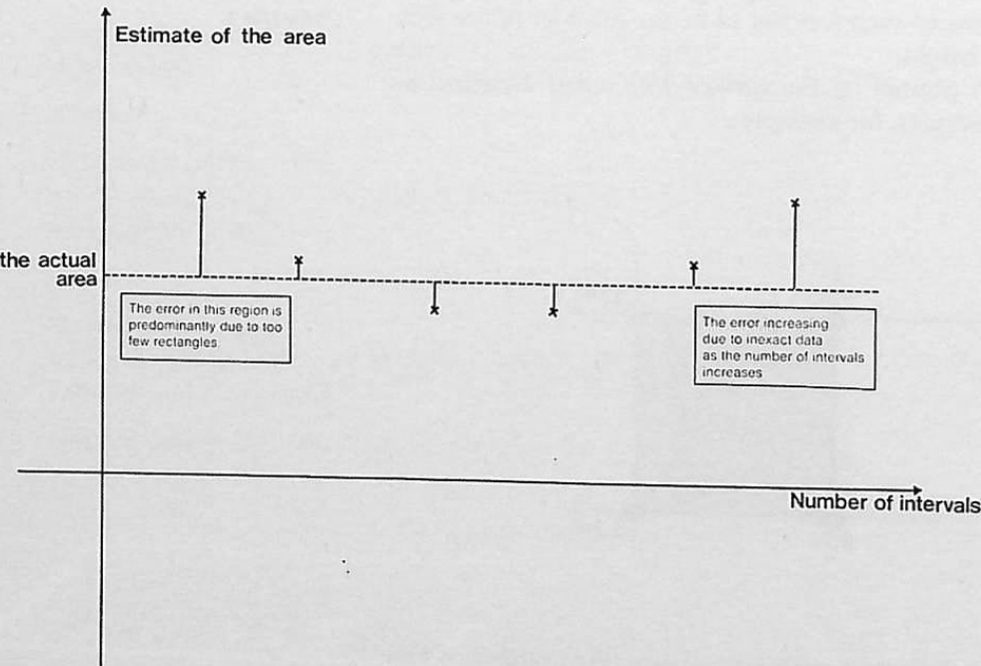 Estimate of the area
the actual
area
The error in this region is
predominantly due to too
few rectangles
The error increasing
due to inexact data
as the number of intervals
increases
Number of intervals